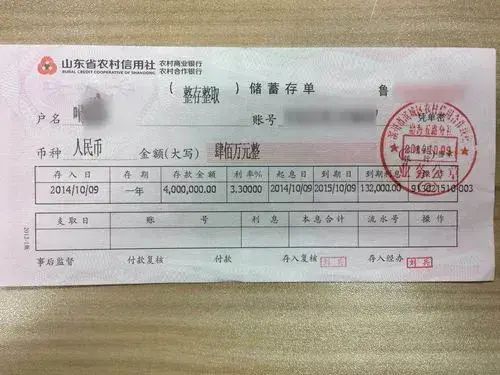 山东省农村信用社 农村商业银行
RURAL CREDIT COOPERATIVE OF SHANDONG 农村合作银行
(整存整取) 储蓄存单 鲁
户名 叶 账号
币种 人民币 金额(大写) 肆佰万元整
存入日 存期 存款金额 利率% 起息日 到期日 到期利息 操作
2014/10/09 一年 4,000,000.00 3.30000 2014/10/09 2015/10/09 132,000.00
支取日 账号 利息 本息合计 流水号 操作
事后监督 付款复核 付款 存入复核 存入经办